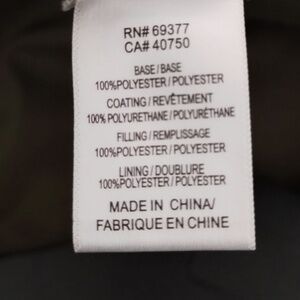 RN# 69377
CA# 40750
BASE / BASE
100%POLYESTER / POLYESTER
COATING / REVÊTEMENT
100% POLYURETHANE / POLYURÉTHANE
FILLING / REMPLISSAGE
100%POLYESTER / POLYESTER
LINING / DOUBLURE
100%POLYESTER / POLYESTER
MADE IN CHINA/
FABRIQUE EN CHINE